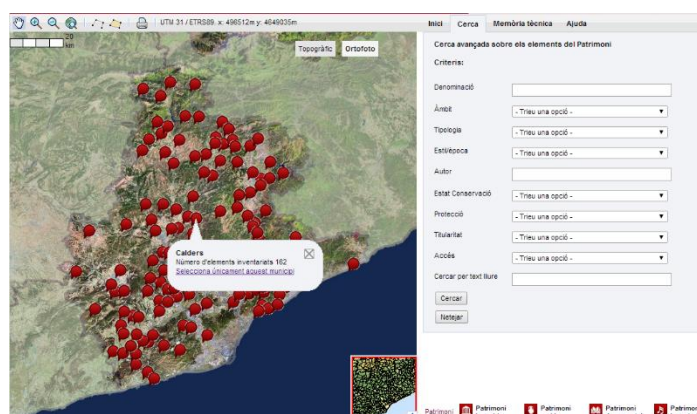 UTM 31 / ETRS89 x: 496512m y: 4649035m
20
km
Topogràfic
Ortofoto
Calders
Número d'elements inventariats 162
Selecciona únicament aquest municipi
Inici Cerca Memòria tècnica Ajuda
Cerca avançada sobre els elements del Patrimoni
Criteris:
Denominació
Àmbit - Trieu una opció -
Tipologia - Trieu una opció -
Estil/època - Trieu una opció -
Autor
Estat Conservació - Trieu una opció -
Protecció - Trieu una opció -
Titularitat - Trieu una opció -
Accés - Trieu una opció -
Cercar per text lliure
Cercar
Netejar
Patrimoni Patrimoni Patrimoni Patrimoni